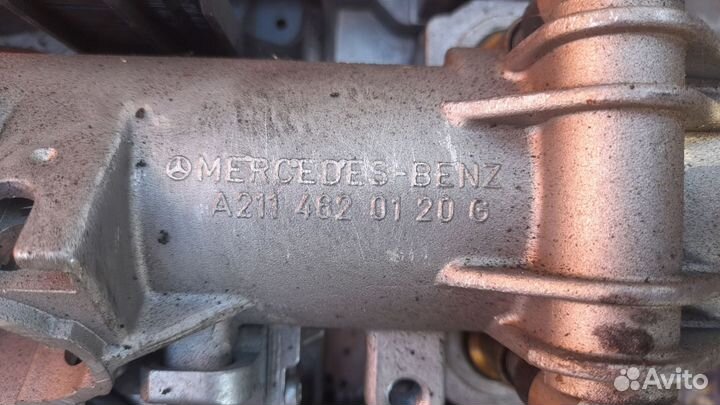 MERCEDES-BENZ
A211 462 01 20 G
Avito